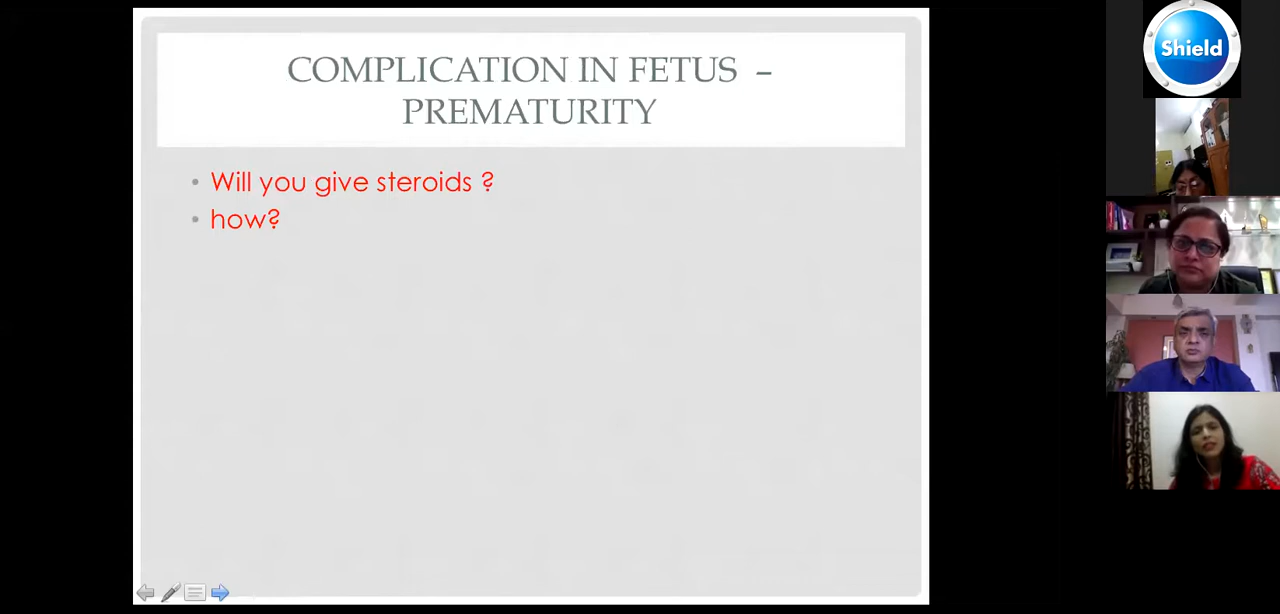 COMPLICATION IN FETUS –
PREMATURITY
• Will you give steroids ?
• how?
Shield